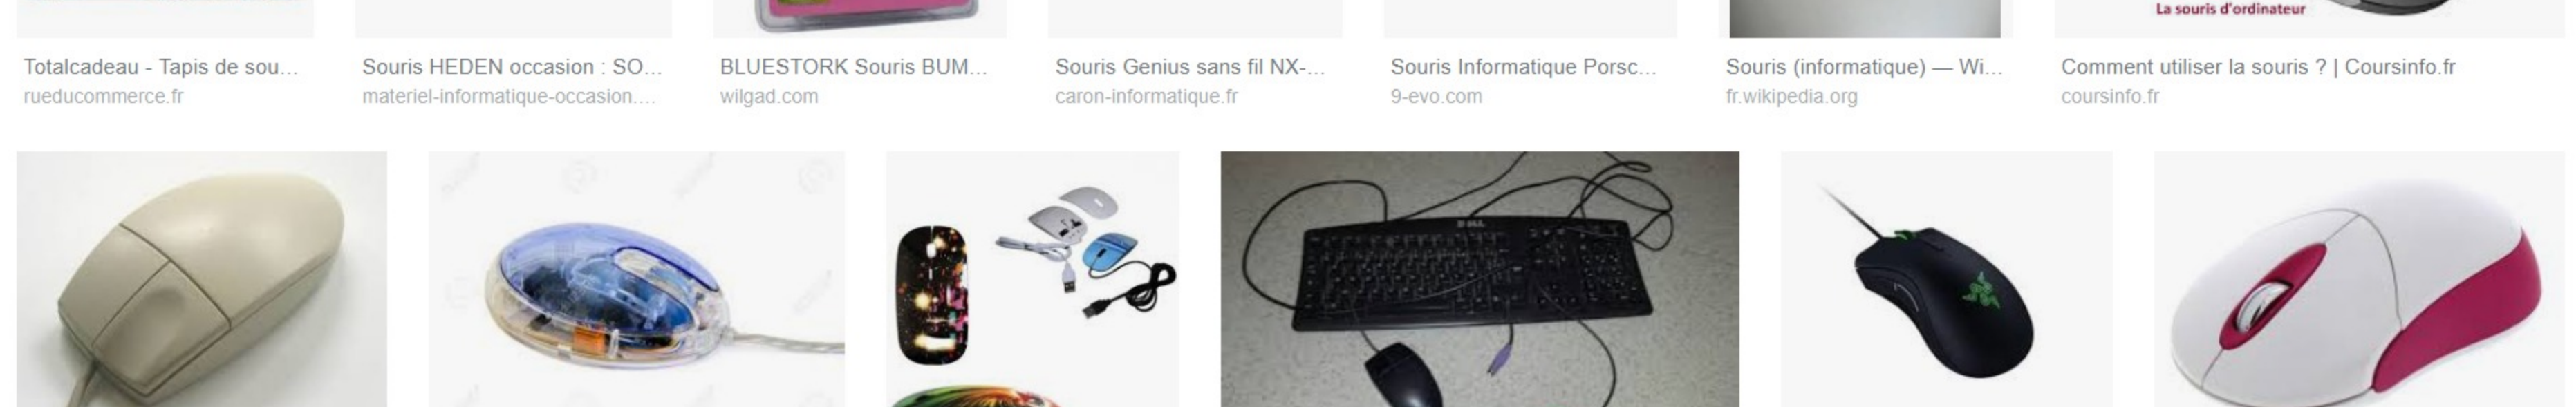 La souris d'ordinateur
Totalcadeau - Tapis de sou...
rueducommerce.fr
Souris HEDEN occasion : SO...
materiel-informatique-occasion....
BLUESTORK Souris BUM...
wilgad.com
Souris Genius sans fil NX-...
caron-informatique.fr
Souris Informatique Porsc...
9-evo.com
Souris (informatique) — Wi...
fr.wikipedia.org
Comment utiliser la souris ? | Coursinfo.fr
coursinfo.fr
DELL